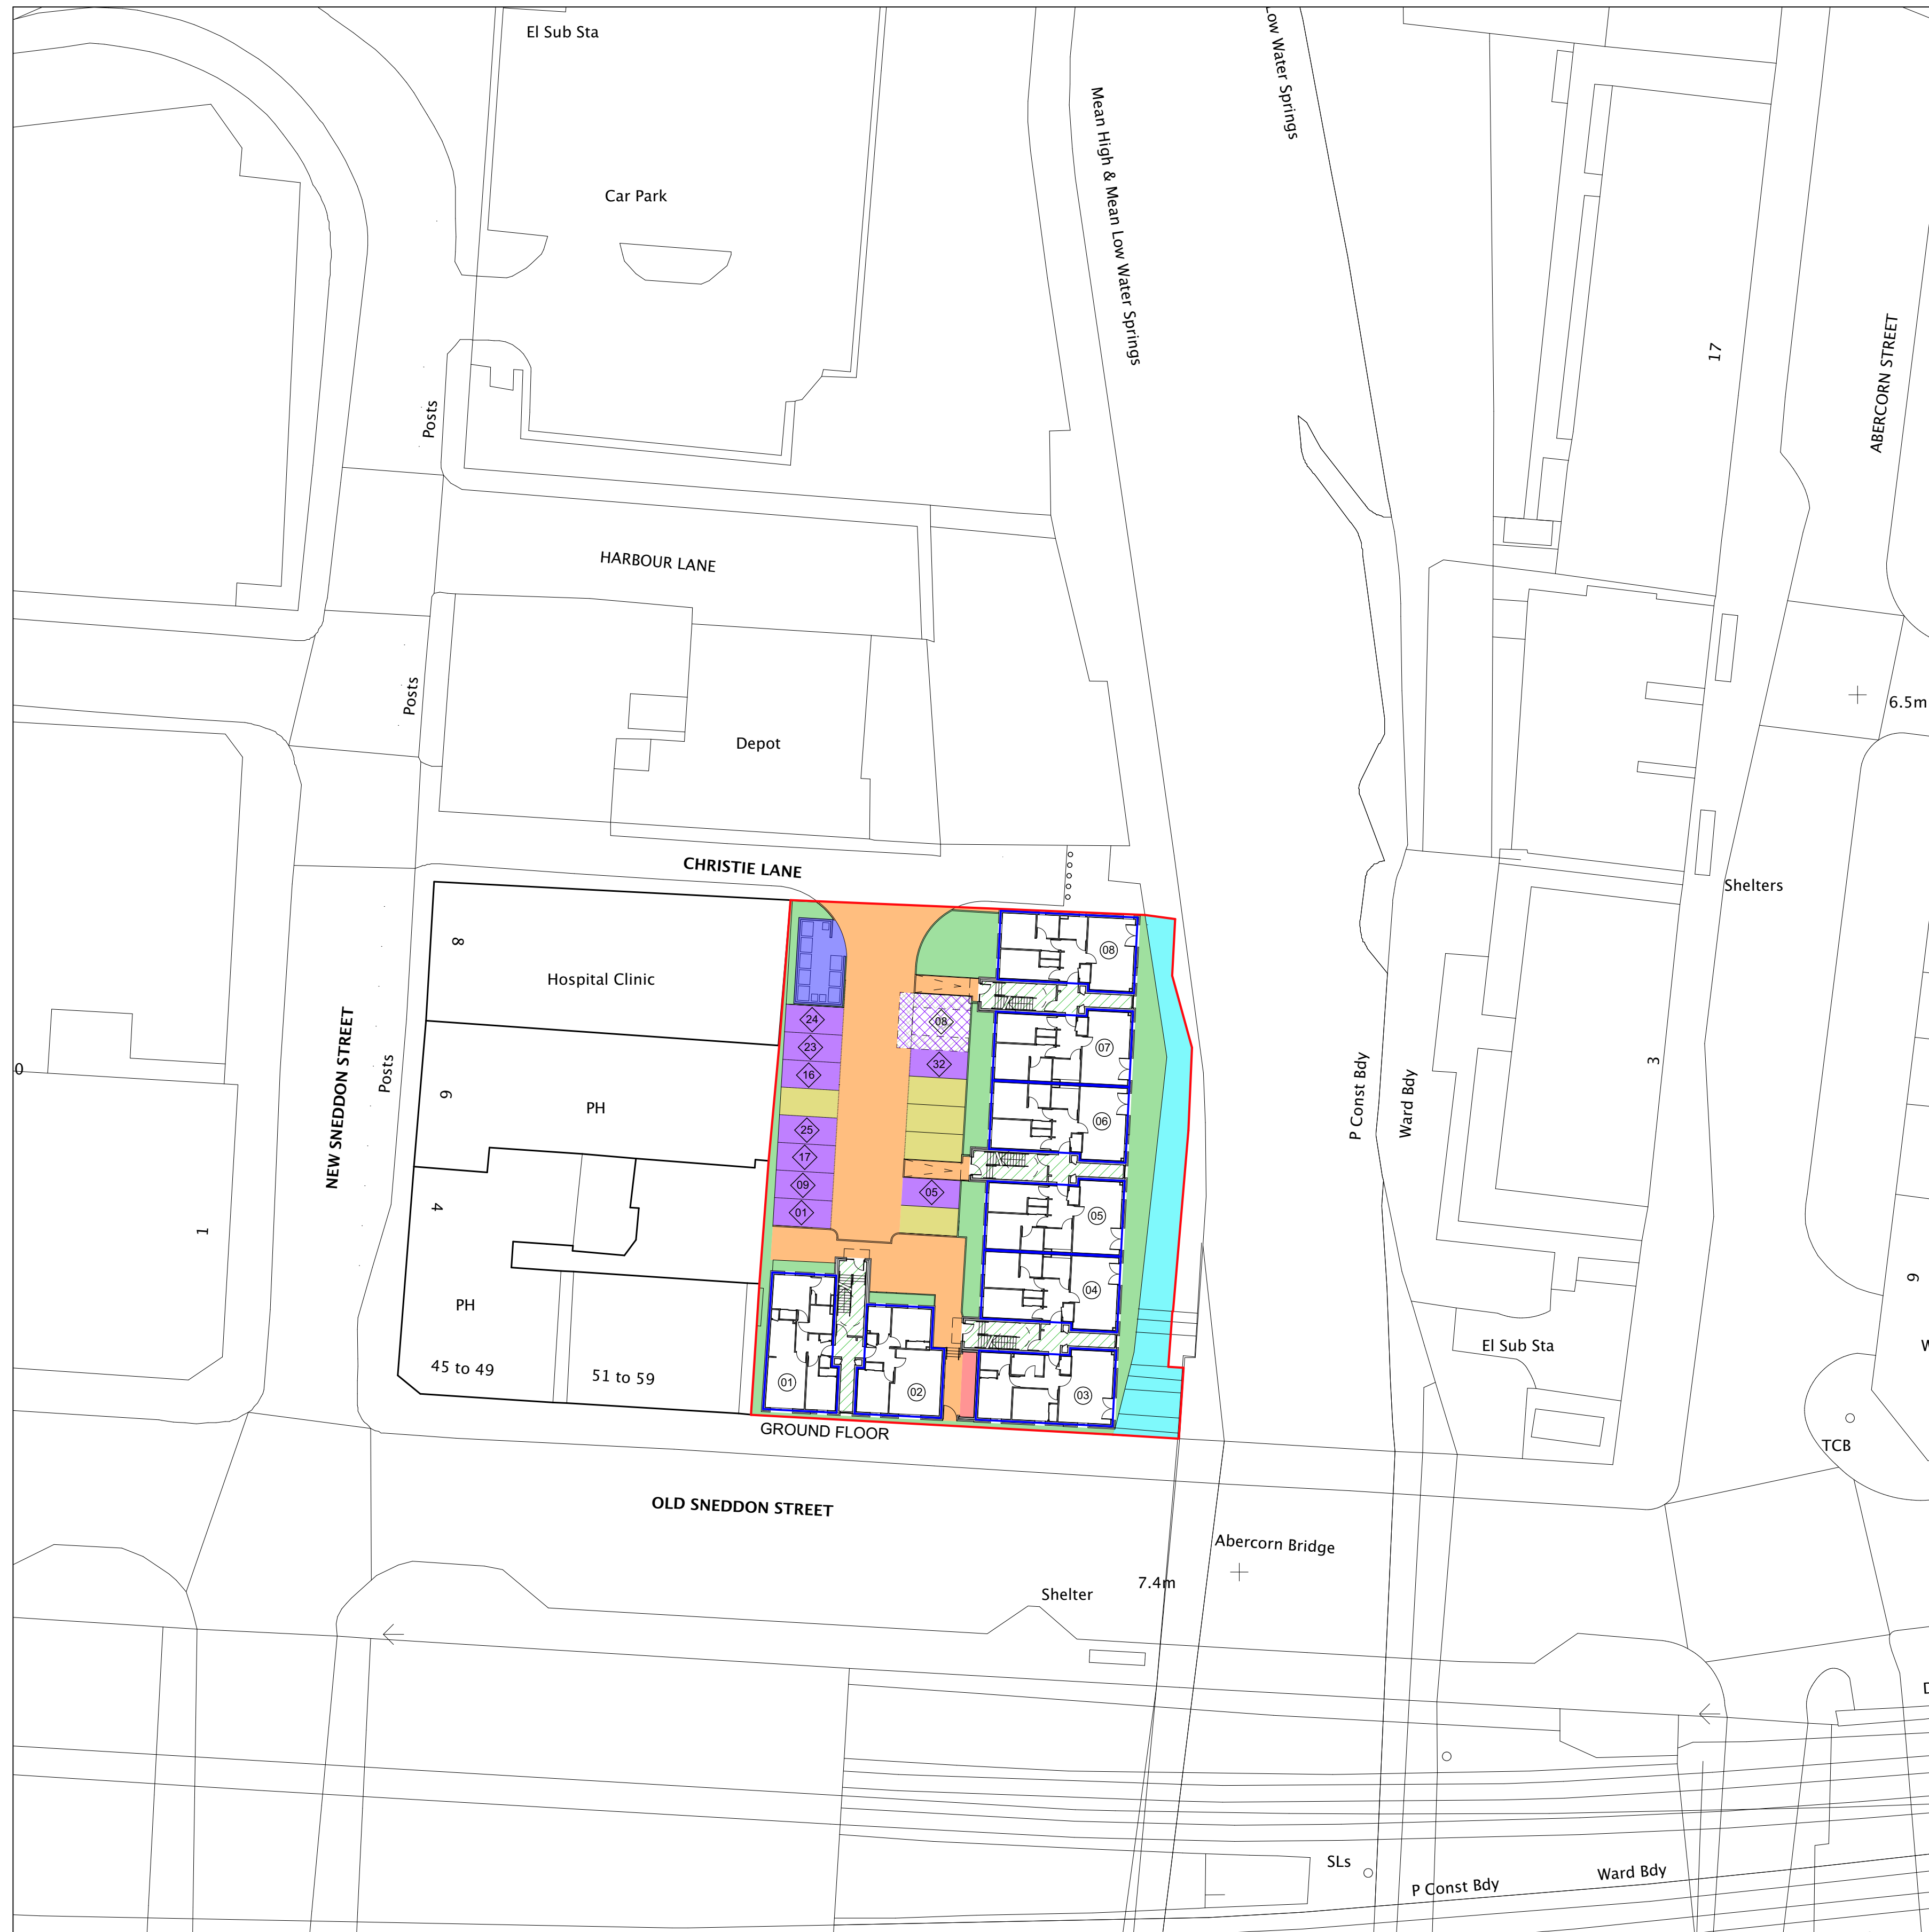 El Sub Sta
Low Water Springs
Mean High & Mean Low Water Springs
Car Park
17
ABERCORN STREET
Posts
HARBOUR LANE
Posts
6.5m
Depot
CHRISTIE LANE
Shelters
8
Hospital Clinic
08
24
08
23
32
07
16
NEW SNEDDON STREET
Posts
0
6
PH
P Const Bdy
Ward Bdy
3
06
25
17
09
05
01
05
4
1
04
9
PH
45 to 49
51 to 59
01
02
03
El Sub Sta
W
GROUND FLOOR
TCB
OLD SNEDDON STREET
Abercorn Bridge
7.4m
Shelter
D
SLs
P Const Bdy
Ward Bdy